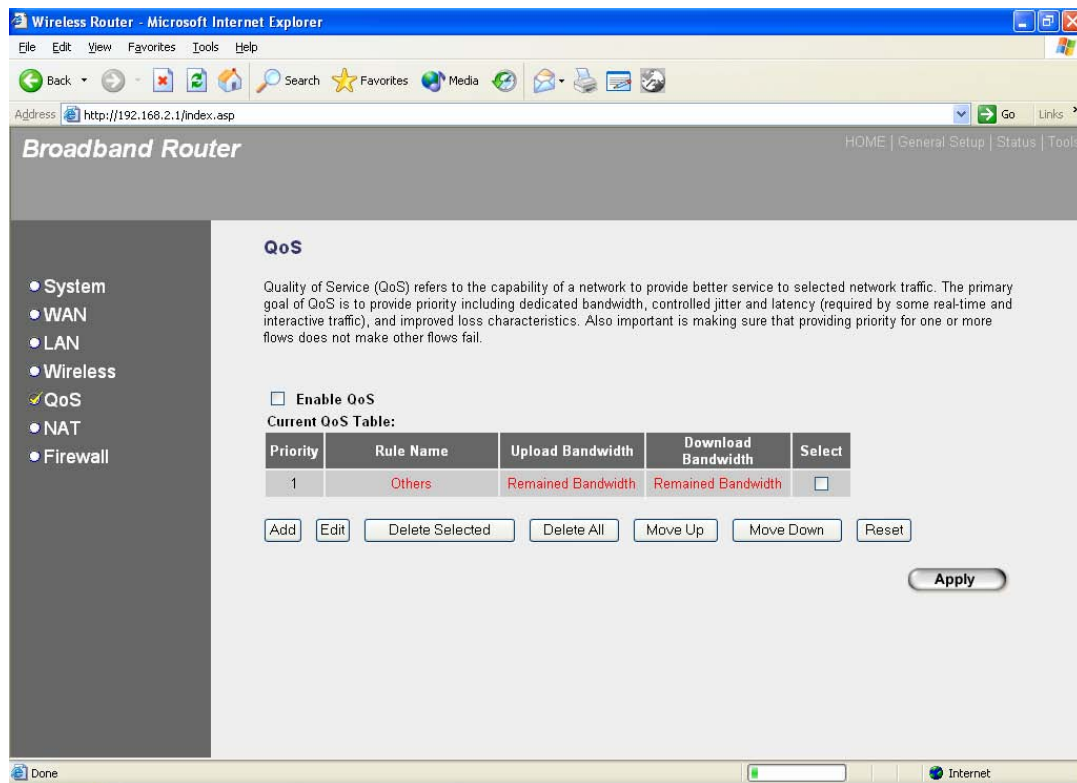 Wireless Router - Microsoft Internet Explorer
File Edit View Favorites Tools Help
Back Search Favorites Media
Address http://192.168.2.1/index.asp Go Links
Broadband Router
HOME | General Setup | Status | Tools
QoS
Quality of Service (QoS) refers to the capability of a network to provide better service to selected network traffic. The primary
goal of QoS is to provide priority including dedicated bandwidth, controlled jitter and latency (required by some real-time and
interactive traffic), and improved loss characteristics. Also important is making sure that providing priority for one or more
flows does not make other flows fail.
System
WAN
LAN
Wireless
QoS
NAT
Firewall
Enable QoS
Current QoS Table:
Priority Rule Name Upload Bandwidth Download Bandwidth Select
1 Others Remained Bandwidth Remained Bandwidth
Add Edit Delete Selected Delete All Move Up Move Down Reset
Apply
Done Internet